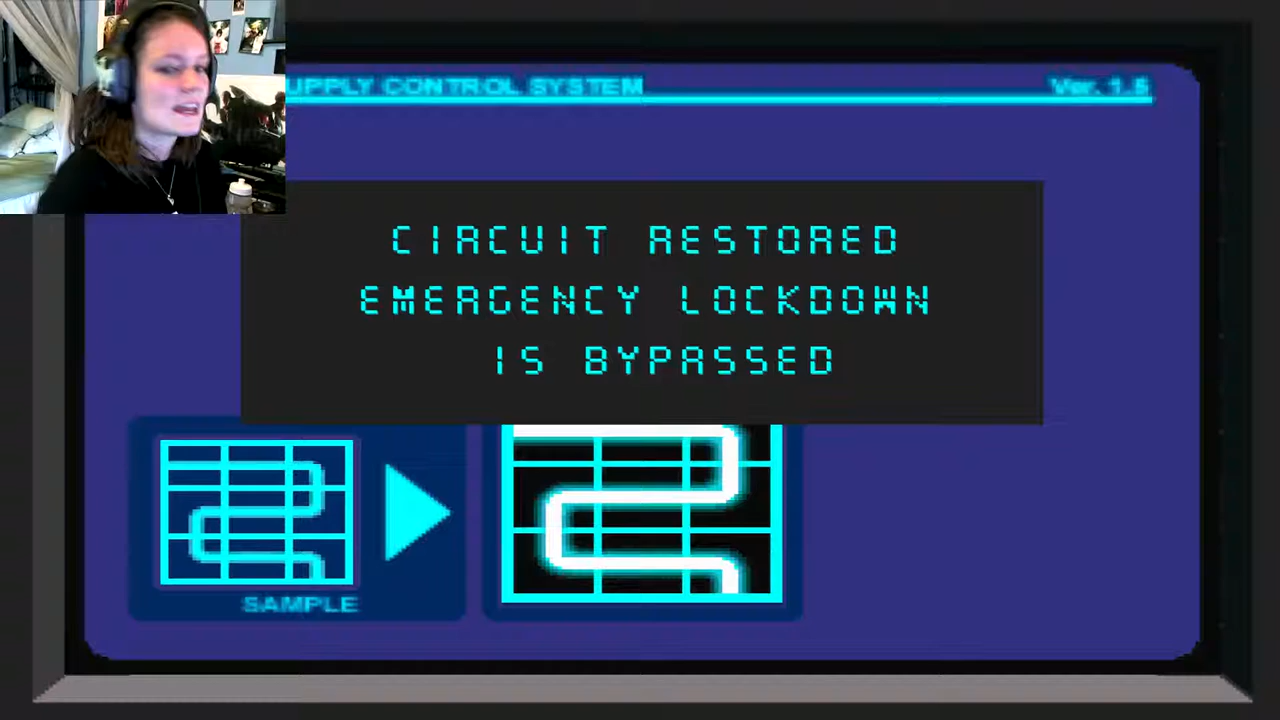 UPPLY CONTROL SYSTEM Ver. 1.5
CIRCUIT RESTORED
EMERGENCY LOCKDOWN
IS BYPASSED
SAMPLE